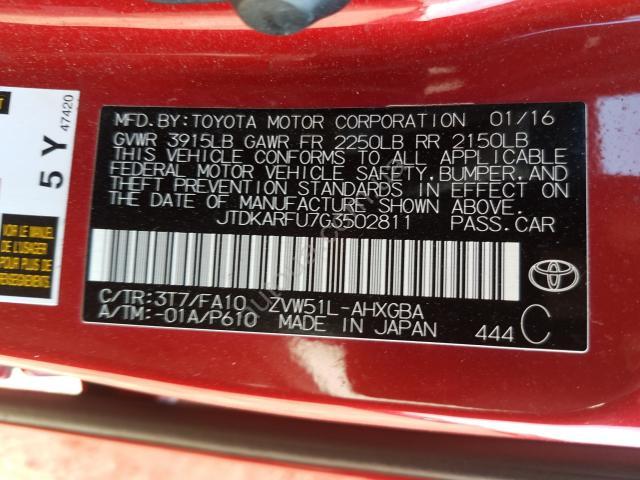 MFD.BY:TOYOTA MOTOR CORPORATION 01/16
GVWR 3915LB GAWR FR 2250LB RR 2150LB
THIS VEHICLE CONFORMS TO ALL APPLICABLE
FEDERAL MOTOR VEHICLE SAFETY,BUMPER,AND
THEFT PREVENTION STANDARDS IN EFFECT ON
THE DATE OF MANUFACTURE SHOWN ABOVE.
JTDKARFU7G3502811 PASS.CAR
C/TR:3T7/FA10 ZVW51L-AHXGBA
A/TM:-01A/P610 MADE IN JAPAN 444 C
5 Y
47420
DE L'USAGER